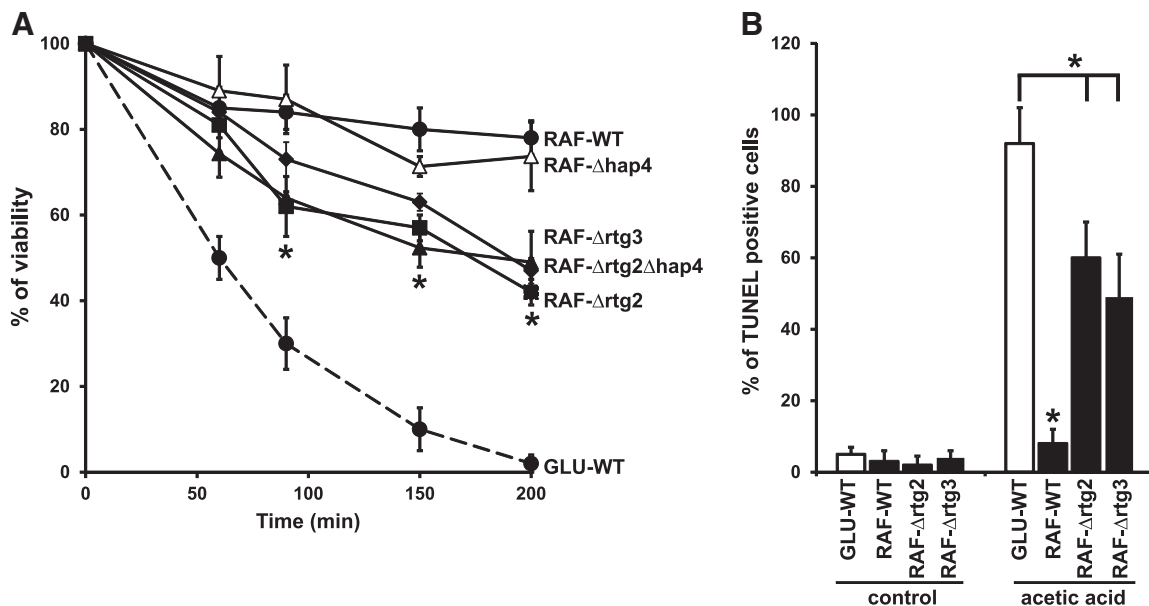 A
% of viability
100
80
60
40
20
0
0 50 100 150 200
Time (min)
RAF-WT
RAF-Δhap4
RAF-Δrtg3
RAF-Δrtg2Δhap4
RAF-Δrtg2
GLU-WT
*
*
*
B
% of TUNEL positive cells
120
100
80
60
40
20
0
*
*
GLU-WT
RAF-WT
RAF-Δrtg2
RAF-Δrtg3
control
GLU-WT
RAF-WT
RAF-Δrtg2
RAF-Δrtg3
acetic acid